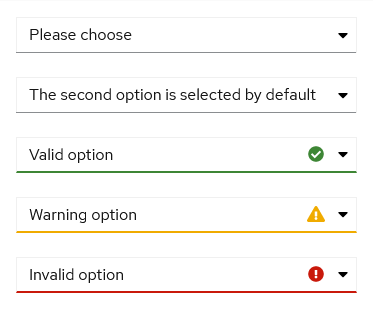 Please choose
The second option is selected by default
Valid option
Warning option
Invalid option